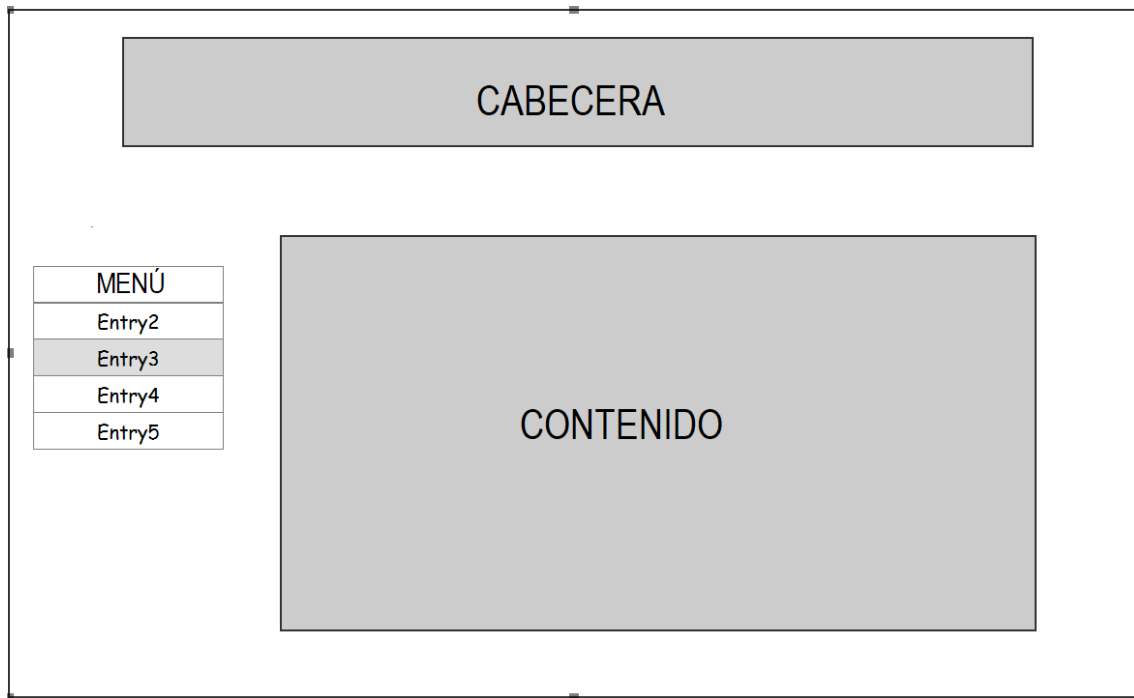 CABECERA
MENÚ
Entry2
Entry3
Entry4
Entry5
CONTENIDO